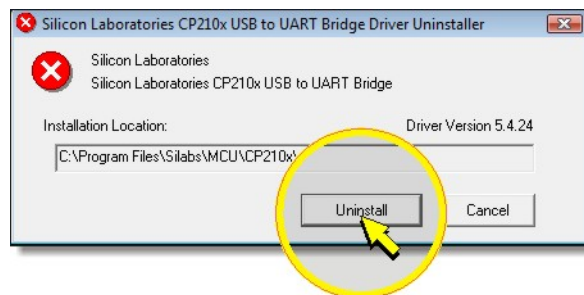 Silicon Laboratories CP210x USB to UART Bridge Driver Uninstaller
Silicon Laboratories
Silicon Laboratories CP210x USB to UART Bridge
Installation Location: Driver Version 5.4.24
C:\Program Files\Silabs\MCU\CP210x\
Uninstall Cancel